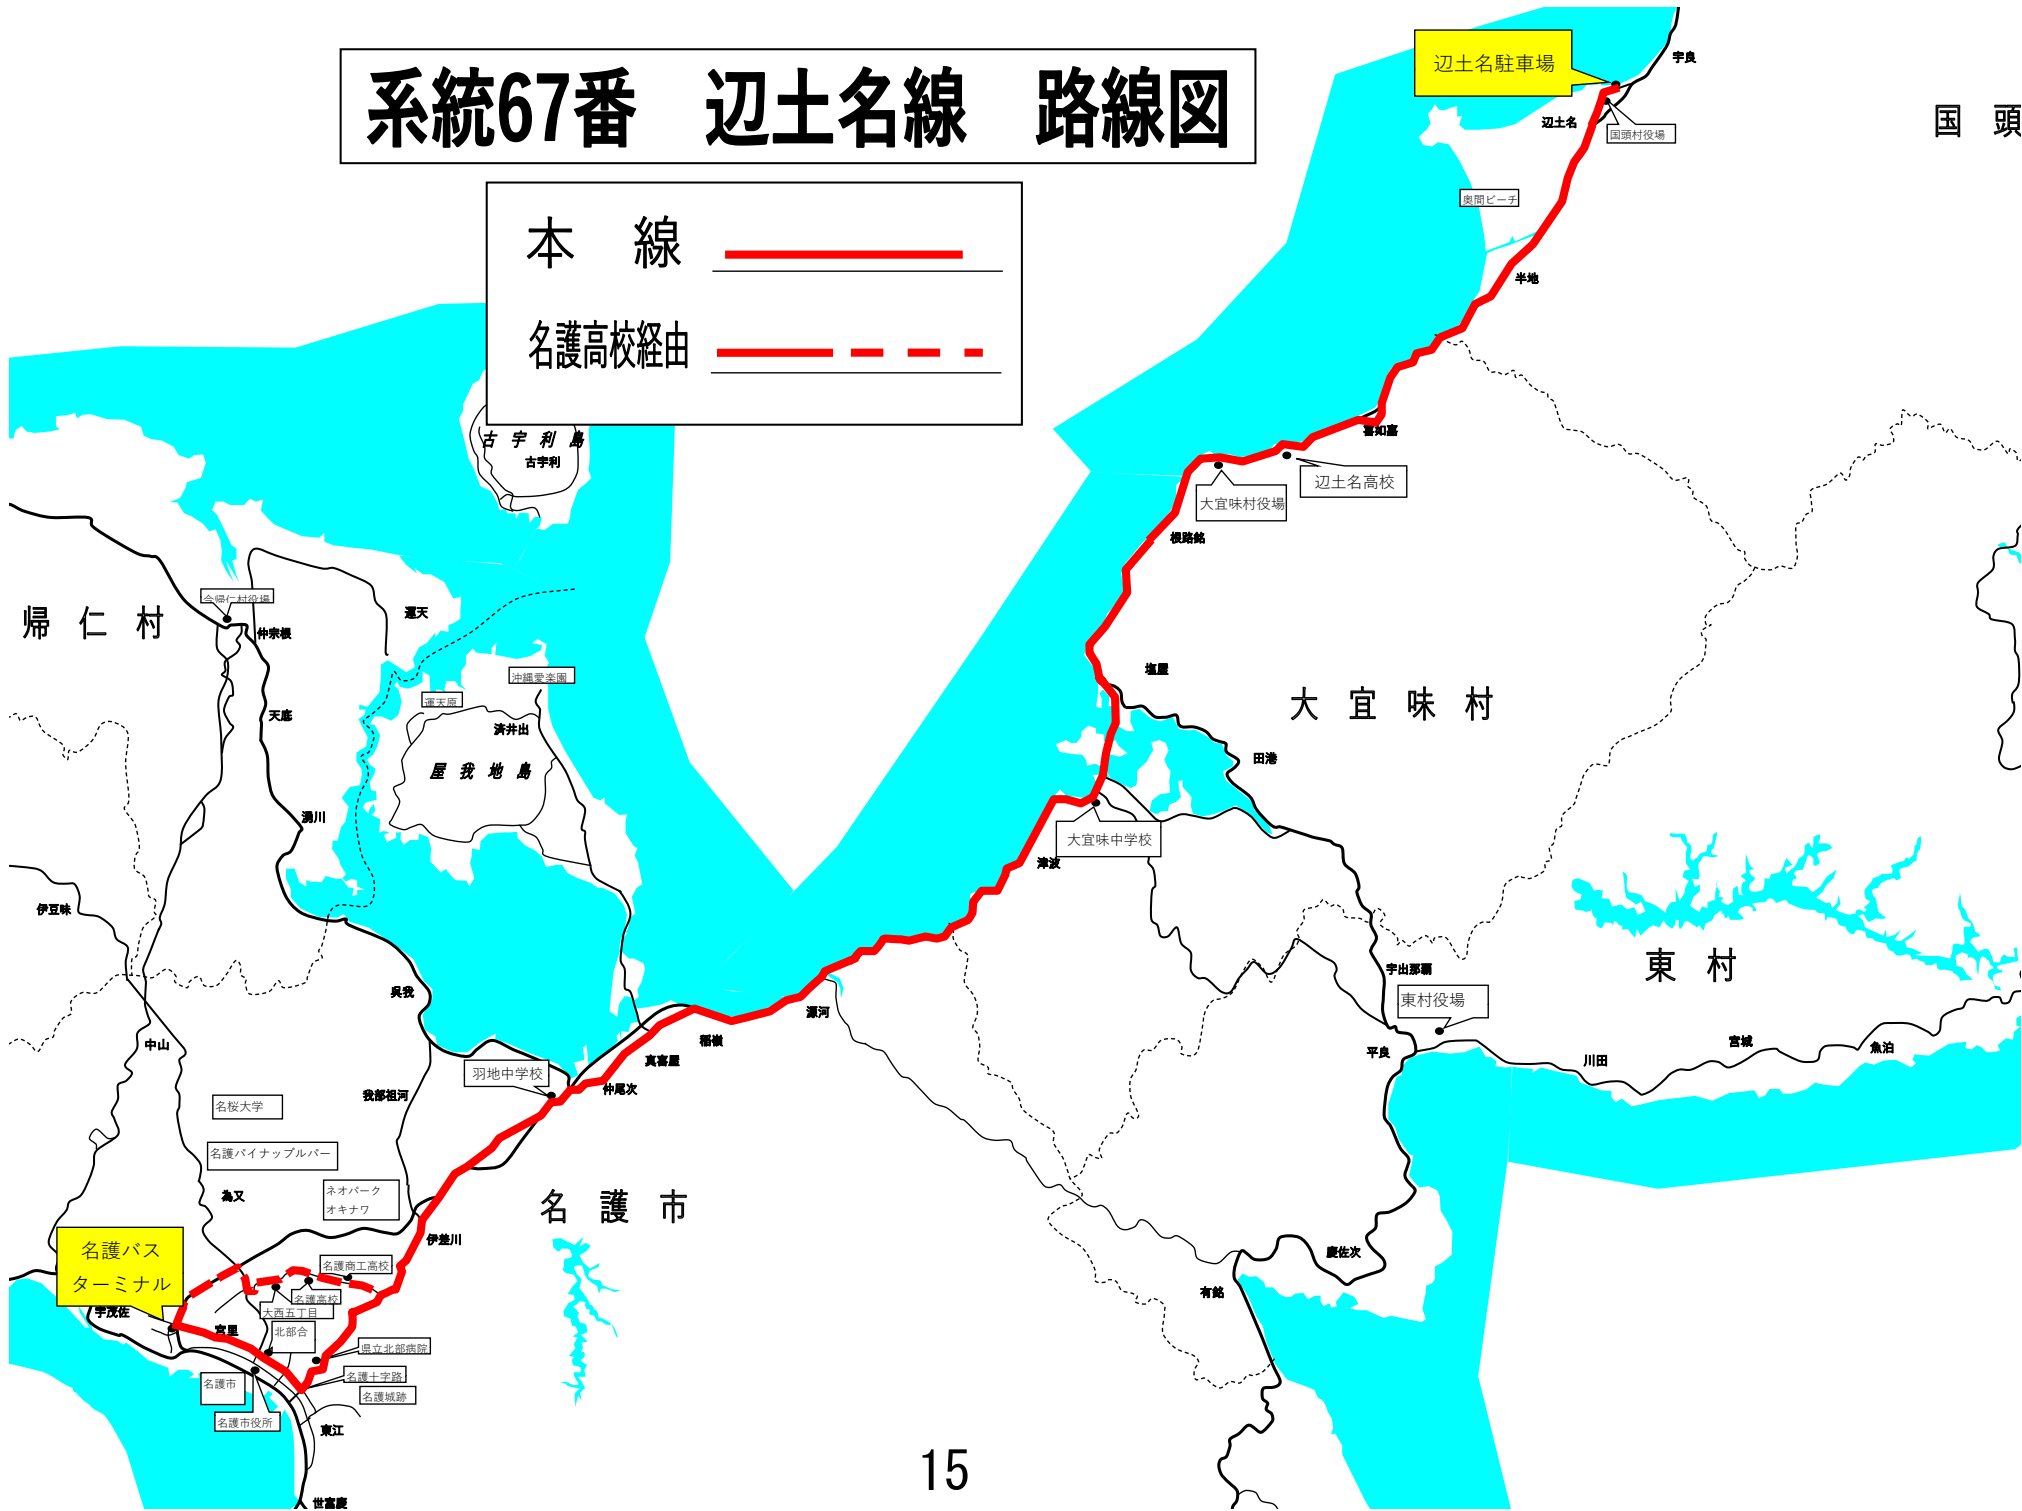 系統67番　辺土名線　路線図
本　線
名護高校経由
辺土名駐車場
宇良
国　頭
辺土名
国頭村役場
奥間ビーチ
半地
喜如嘉
辺土名高校
大宜味村役場
根路銘
古　宇　利　島
古宇利
今帰仁村役場
帰　仁　村
仲宗根
運天
運天原
沖縄愛楽園
済井出
屋　我　地　島
天底
湧川
塩屋
大　宜　味　村
田港
大宜味中学校
津波
伊豆味
呉我
中山
宇出那覇
東　村
東村役場
平良
川田
宮城
魚泊
源河
稲嶺
真喜屋
仲尾次
羽地中学校
我部祖河
名桜大学
名護パイナップルパー
為又
ネオパーク
オキナワ
名　護　市
伊差川
名護バス
ターミナル
宇茂佐
名護商工高校
名護高校
大西五丁目
宮里
北部合
県立北部病院
名護十字路
名護城跡
名護市
名護市役所
東江
世冨慶
慶佐次
有銘
15